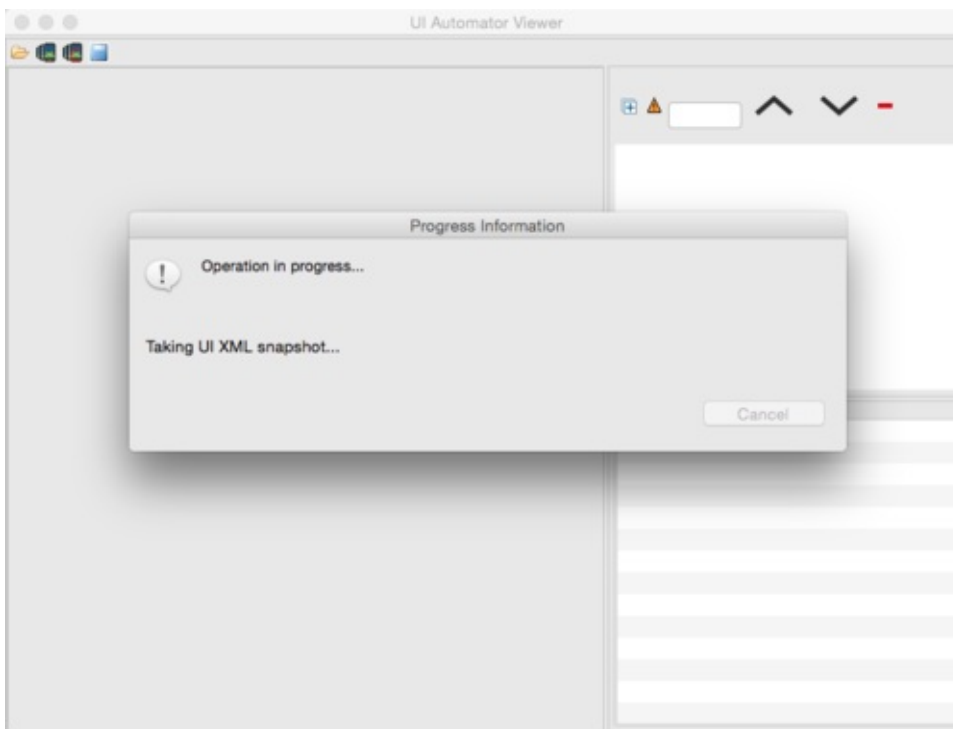 UI Automator Viewer
Progress Information
Operation in progress...
Taking UI XML snapshot...
Cancel